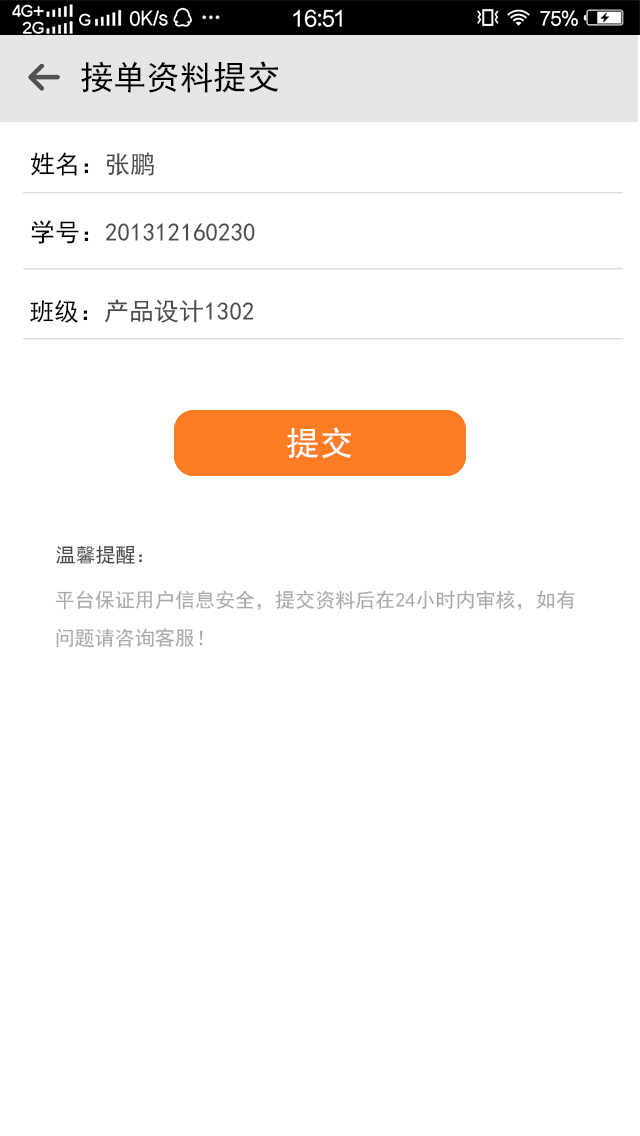 4G+ 2G G 0K/s ··· 16:51 75%
接单资料提交
姓名：张鹏
学号：201312160230
班级：产品设计1302
提交
温馨提醒：
平台保证用户信息安全，提交资料后在24小时内审核，如有
问题请咨询客服！